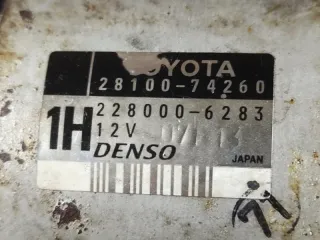 TOYOTA
28100-74260
1H 228000-6283
12V
DENSO
JAPAN